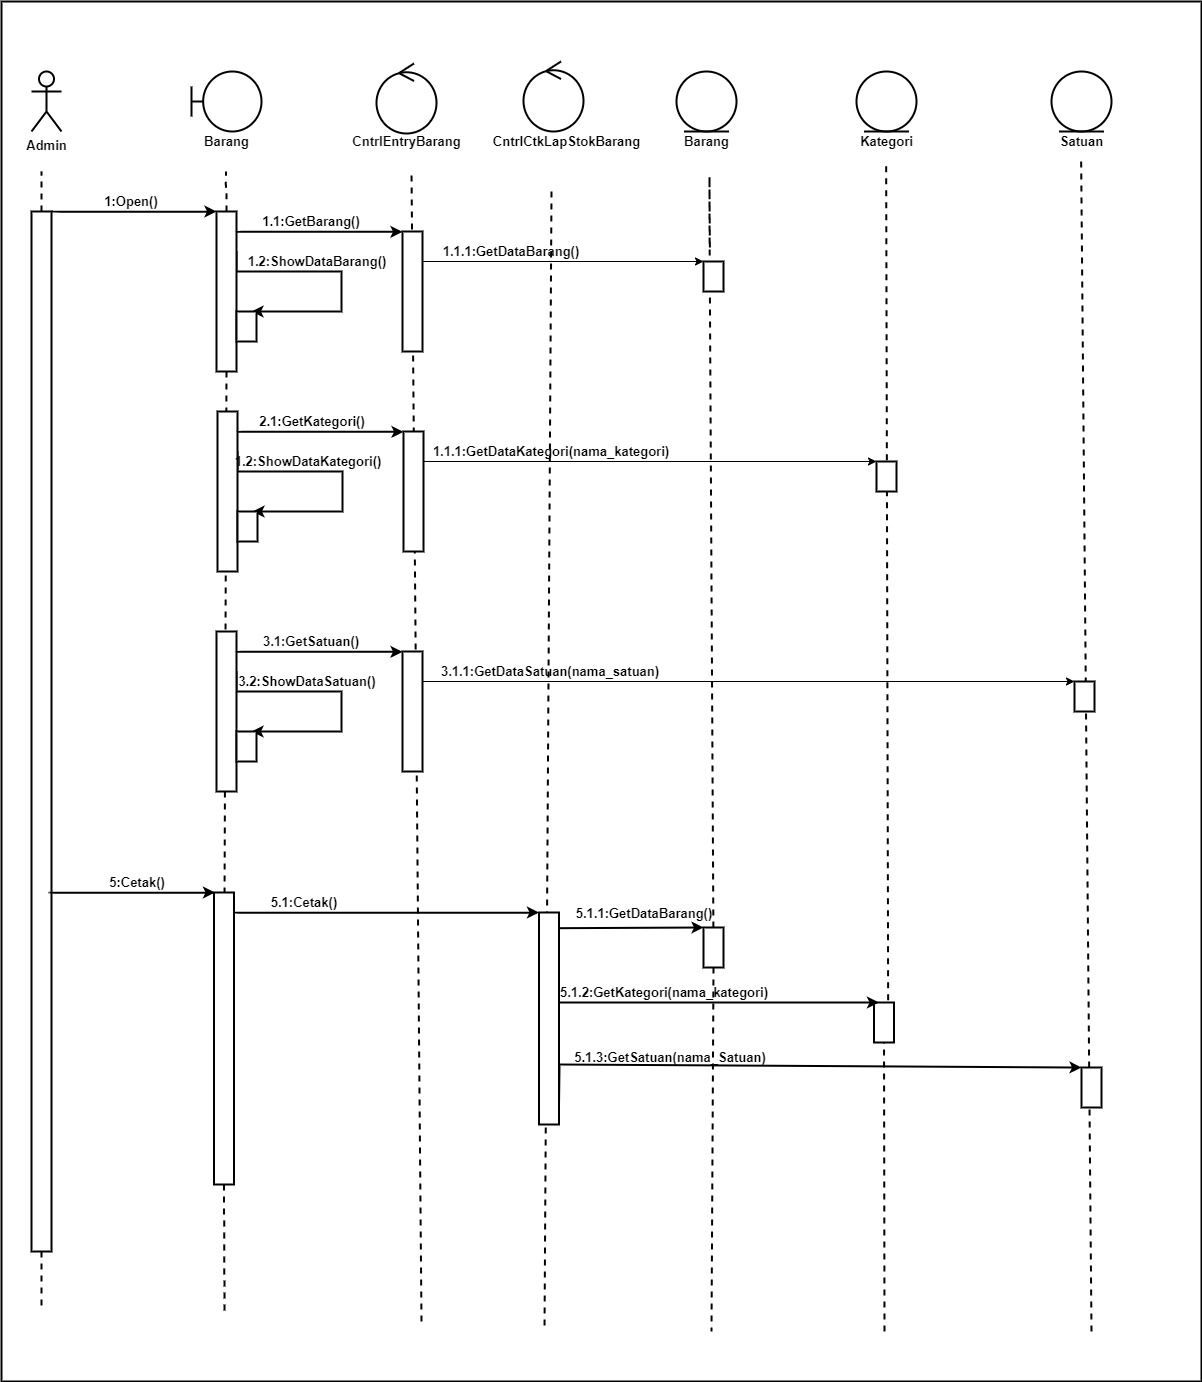 Admin
Barang
CntrlEntryBarang
CntrlCtkLapStokBarang
Barang
Kategori
Satuan
1:Open()
1.1:GetBarang()
1.1.1:GetDataBarang()
1.2:ShowDataBarang()
2.1:GetKategori()
1.1.1:GetDataKategori(nama_kategori)
1.2:ShowDataKategori()
3.1:GetSatuan()
3.1.1:GetDataSatuan(nama_satuan)
3.2:ShowDataSatuan()
5:Cetak()
5.1:Cetak()
5.1.1:GetDataBarang()
5.1.2:GetKategori(nama_kategori)
5.1.3:GetSatuan(nama_Satuan)